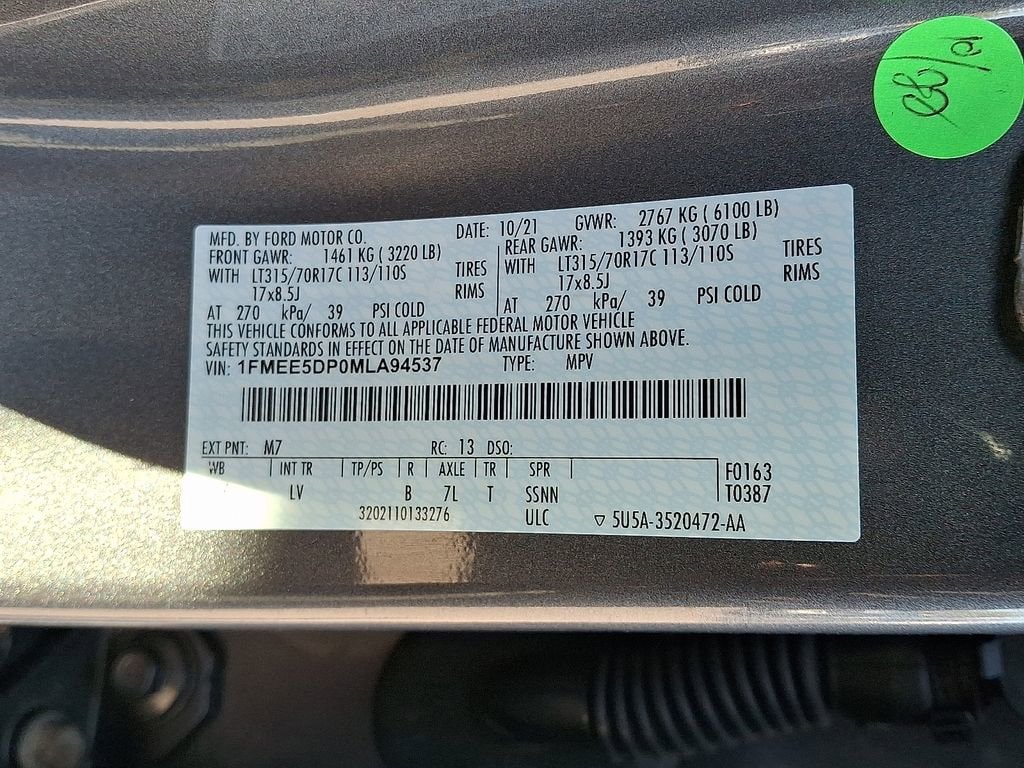 MFD. BY FORD MOTOR CO. DATE: 10/21 GVWR: 2767 KG ( 6100 LB)
FRONT GAWR: 1461 KG ( 3220 LB) REAR GAWR: 1393 KG ( 3070 LB)
WITH LT315/70R17C 113/110S TIRES WITH LT315/70R17C 113/110S TIRES
17x8.5J RIMS 17x8.5J RIMS
AT 270 kPa/ 39 PSI COLD AT 270 kPa/ 39 PSI COLD
THIS VEHICLE CONFORMS TO ALL APPLICABLE FEDERAL MOTOR VEHICLE
SAFETY STANDARDS IN EFFECT ON THE DATE OF MANUFACTURE SHOWN ABOVE.
VIN: 1FMEE5DP0MLA94537 TYPE: MPV
EXT PNT: M7 RC: 13 DSO:
WB INT TR TP/PS R AXLE TR SPR F0163
LV B 7L T SSNN T0387
3202110133276 ULC ▽ 5U5A-3520472-AA